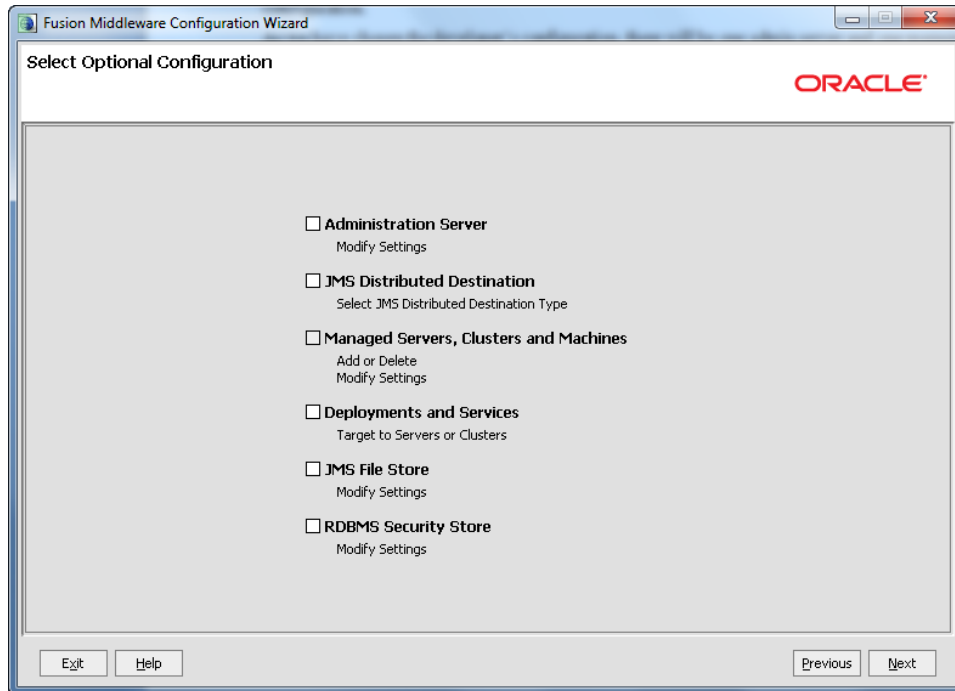 Fusion Middleware Configuration Wizard
Select Optional Configuration
ORACLE
Administration Server
Modify Settings
JMS Distributed Destination
Select JMS Distributed Destination Type
Managed Servers, Clusters and Machines
Add or Delete
Modify Settings
Deployments and Services
Target to Servers or Clusters
JMS File Store
Modify Settings
RDBMS Security Store
Modify Settings
Exit Help Previous Next